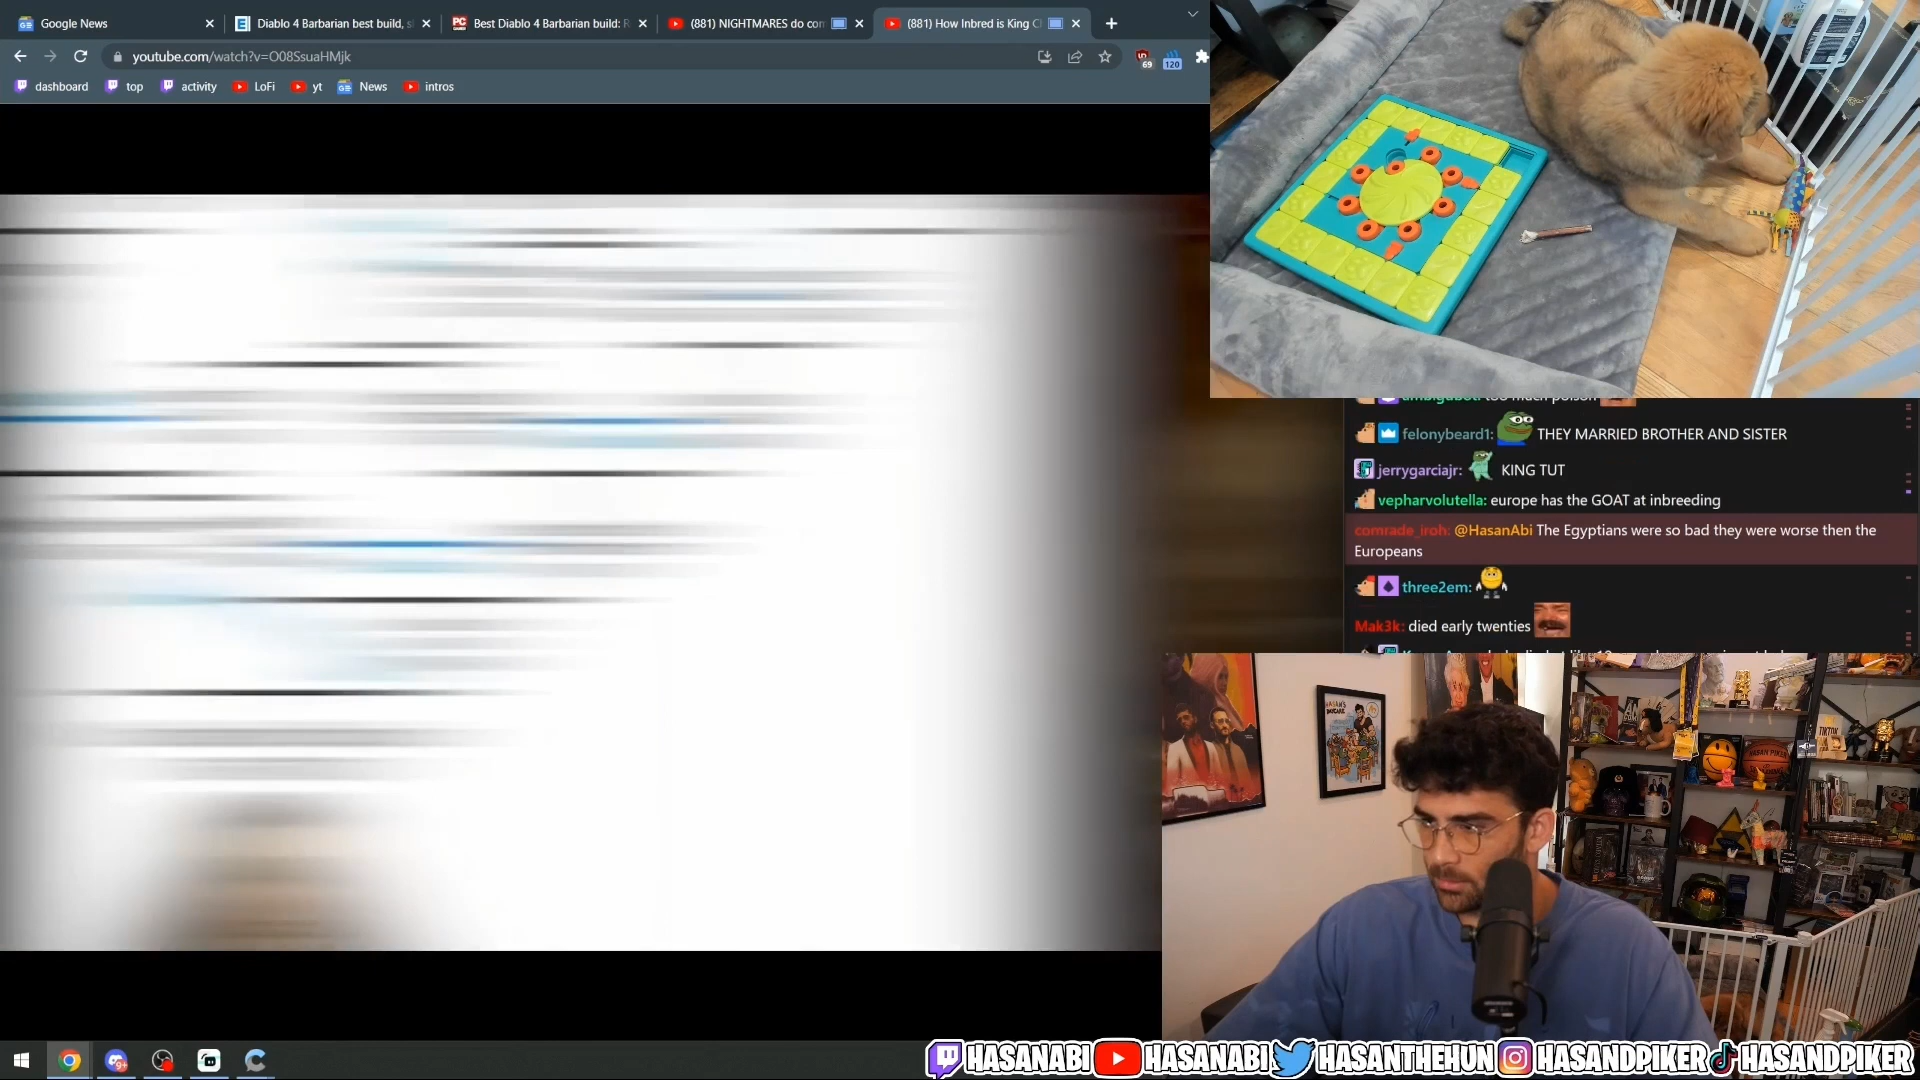 Google News
Diablo 4 Barbarian best build, s
Best Diablo 4 Barbarian build: R
(881) NIGHTMARES do con
(881) How Inbred is King C
youtube.com/watch?v=O08SsuaHMjk
69
120
dashboard
top
activity
LoFi
yt
News
intros
felonybeard1: THEY MARRIED BROTHER AND SISTER
jerrygarciajr: KING TUT
vepharvolutella: europe has the GOAT at inbreeding
comrade_iroh: @HasanAbi The Egyptians were so bad they were worse then the
Europeans
three2em:
Mak3k: died early twenties
HASANABI
HASANABI
HASANTHEHUN
HASANDPIKER
HASANDPIKER